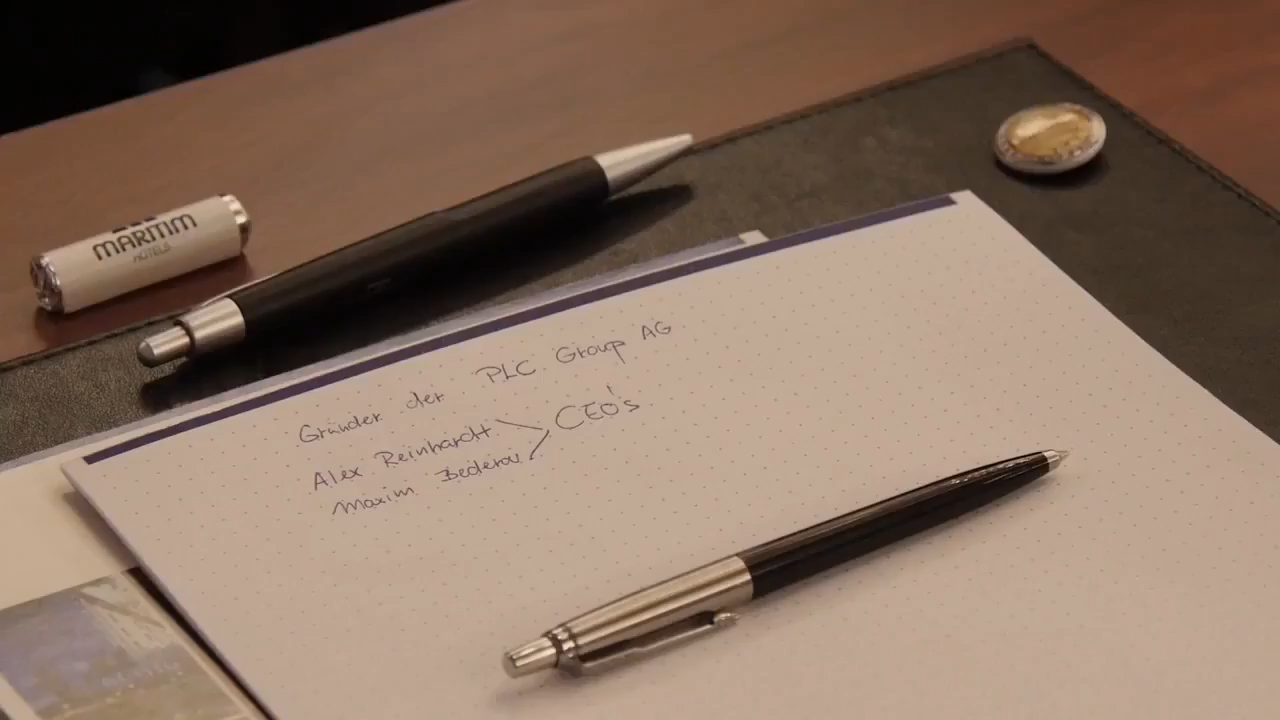 MARITIM
HOTELS
Gründer der PLC Group AG
Alex Reinhardt
CEO's
Maxim Bederov